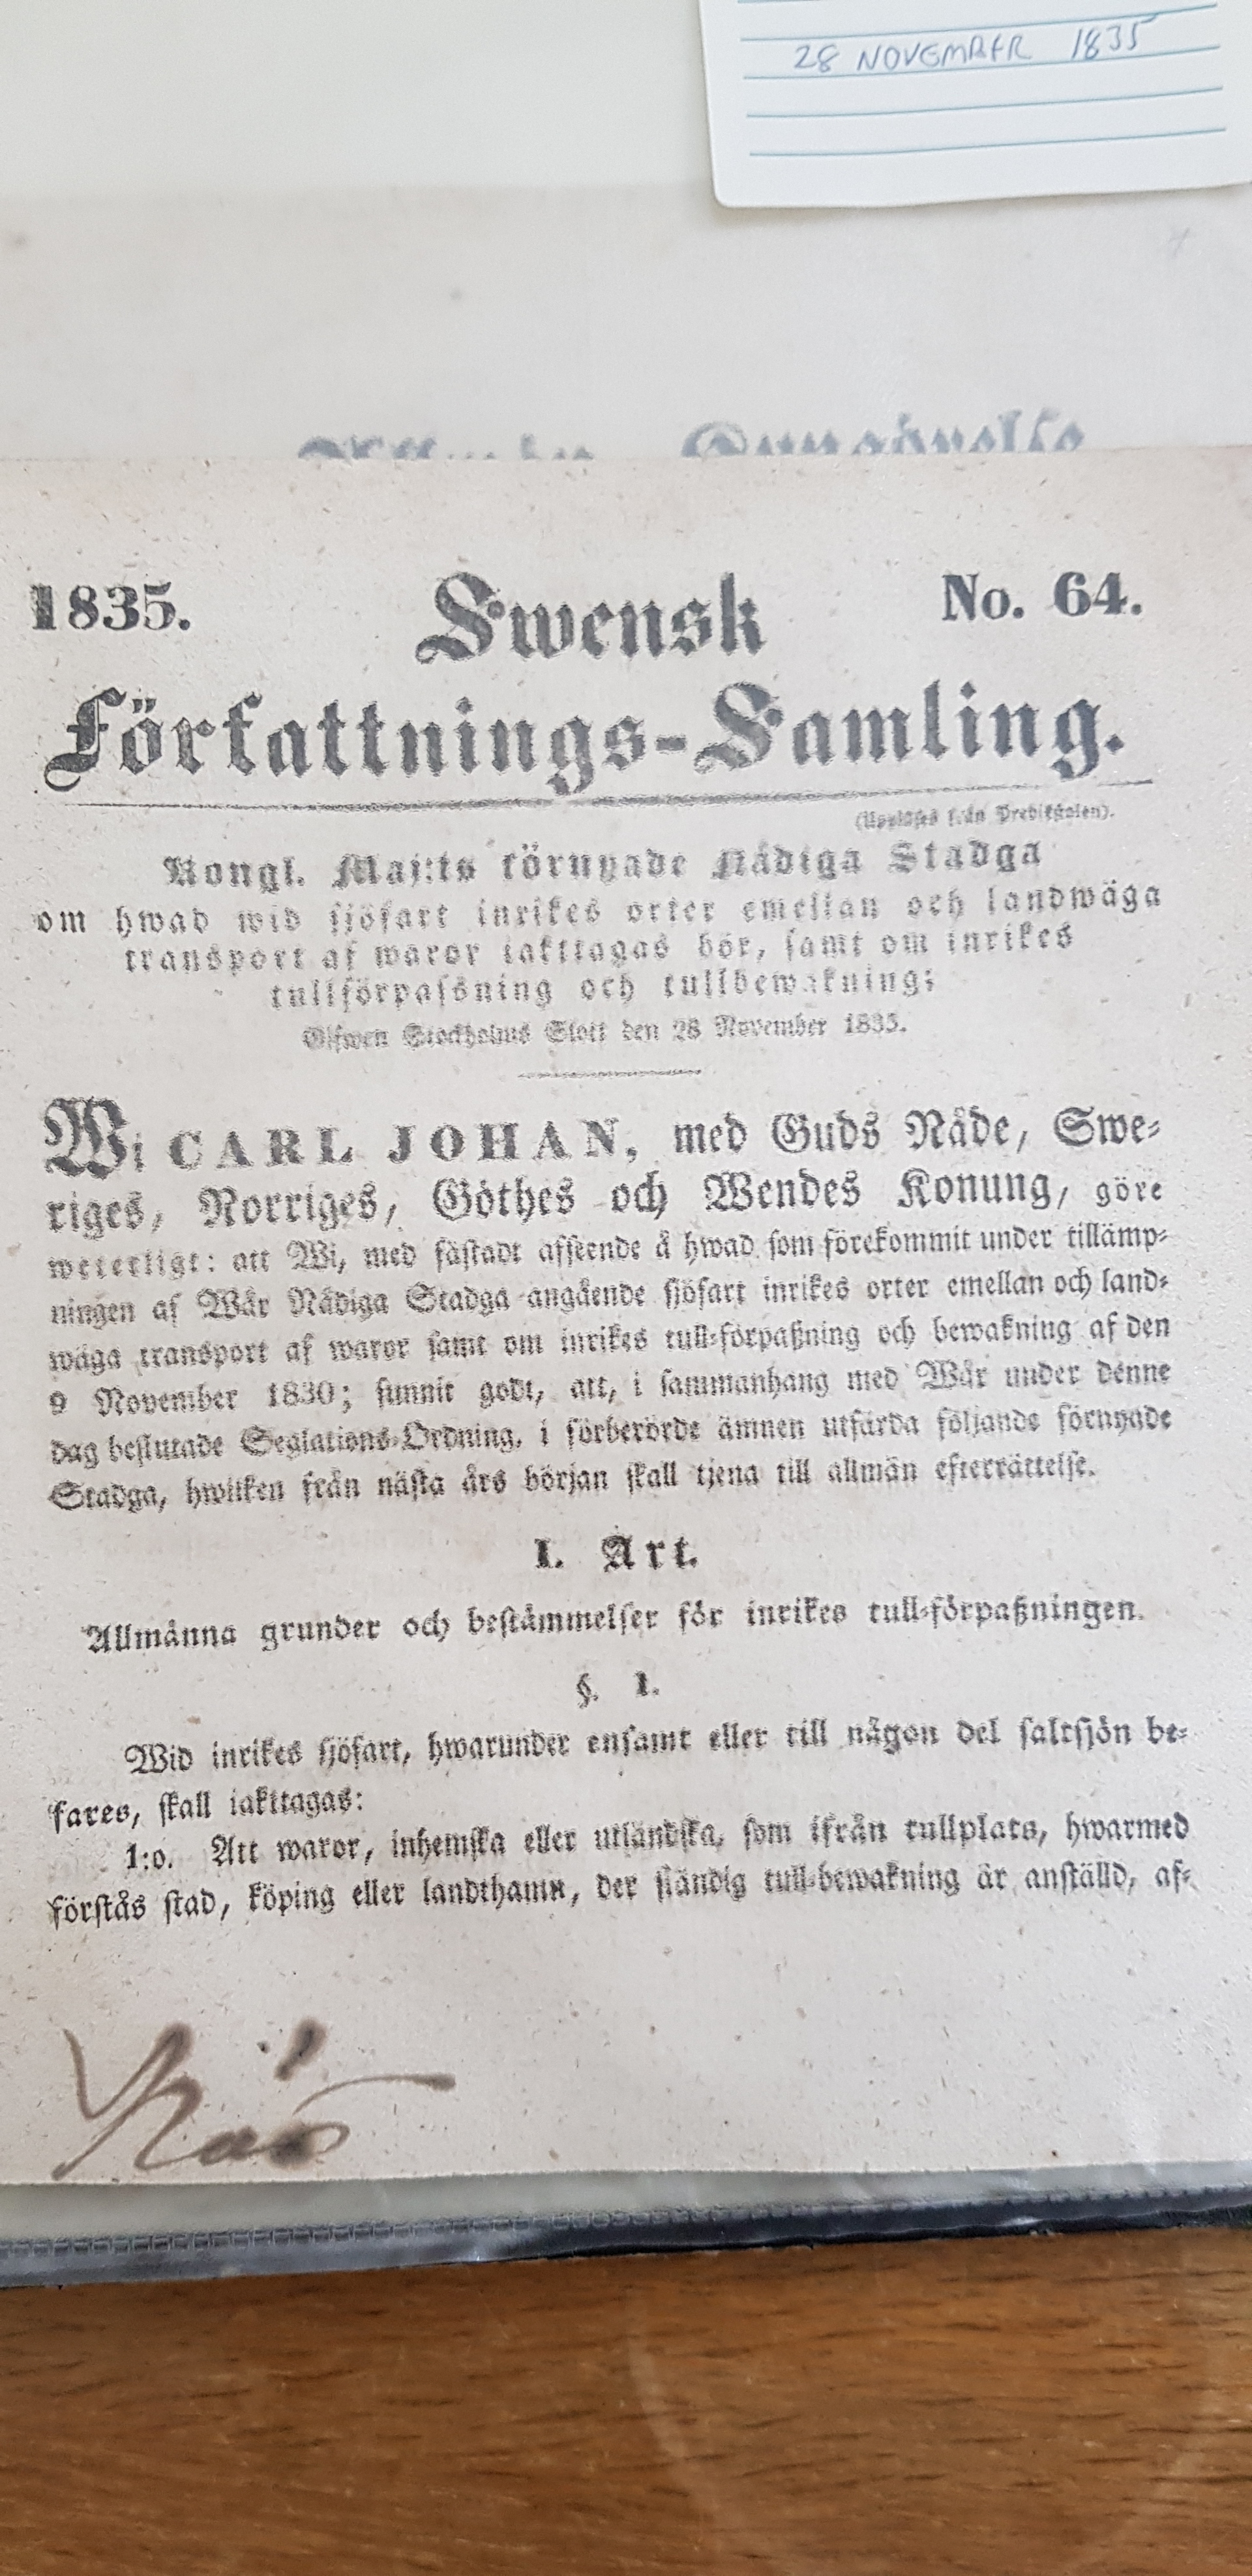 28 NOVEMBER 1835
1835. Swensk No. 64.
Författnings-Samling.
(Uppläses från Predikstolen).
Kongl. Maj:ts förnyade Nådiga Stadga
om hwad wid sjöfart inrikes orter emellan och landwäga
transport af waror iakttagas bör, samt om inrikes
tullförpassning och tullbewakning;
Gifwen Stockholms Slott den 28 November 1835.
Wi CARL JOHAN, med Guds Nåde, Swe-
riges, Norriges, Göthes och Wendes Konung, göre
weterligt: att Wi, med fästadt afseende å hwad som förekommit under tillämp-
ningen af Wår Nådiga Stadga angående sjöfart inrikes orter emellan och land-
wäga transport af waror samt om inrikes tull-förpaßning och bewakning af den
9 November 1830; funnit godt, att, i sammanhang med Wår under denne
dag beslutade Seglations-Ordning, i förberörde ämnen utfärda följande förnyade
Stadga, hwilken från nästa års början skall tjena till allmän efterrättelse.
I. Art.
Allmänna grunder och bestämmelser för inrikes tull-förpaßningen.
§. 1.
Wid inrikes sjöfart, hwarunder ensamt eller till någon del saltsjön be-
fares, skall iakttagas:
1:o. Att waror, inhemska eller utländska, som ifrån tullplats, hwarmed
förstås stad, köping eller landthamn, der ständig tull-bewakning är anställd, af-